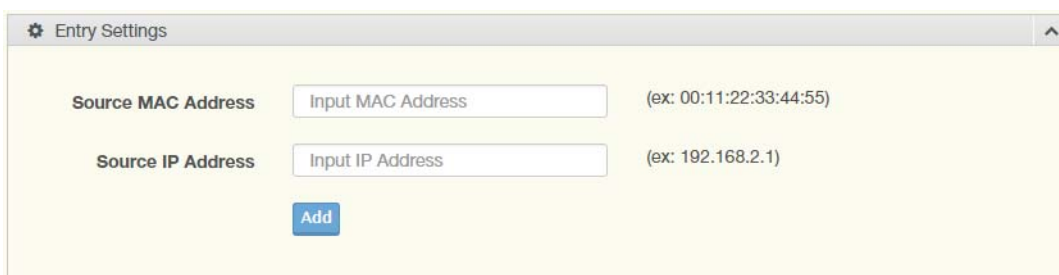 Entry Settings
Source MAC Address Input MAC Address (ex: 00:11:22:33:44:55)
Source IP Address Input IP Address (ex: 192.168.2.1)
Add